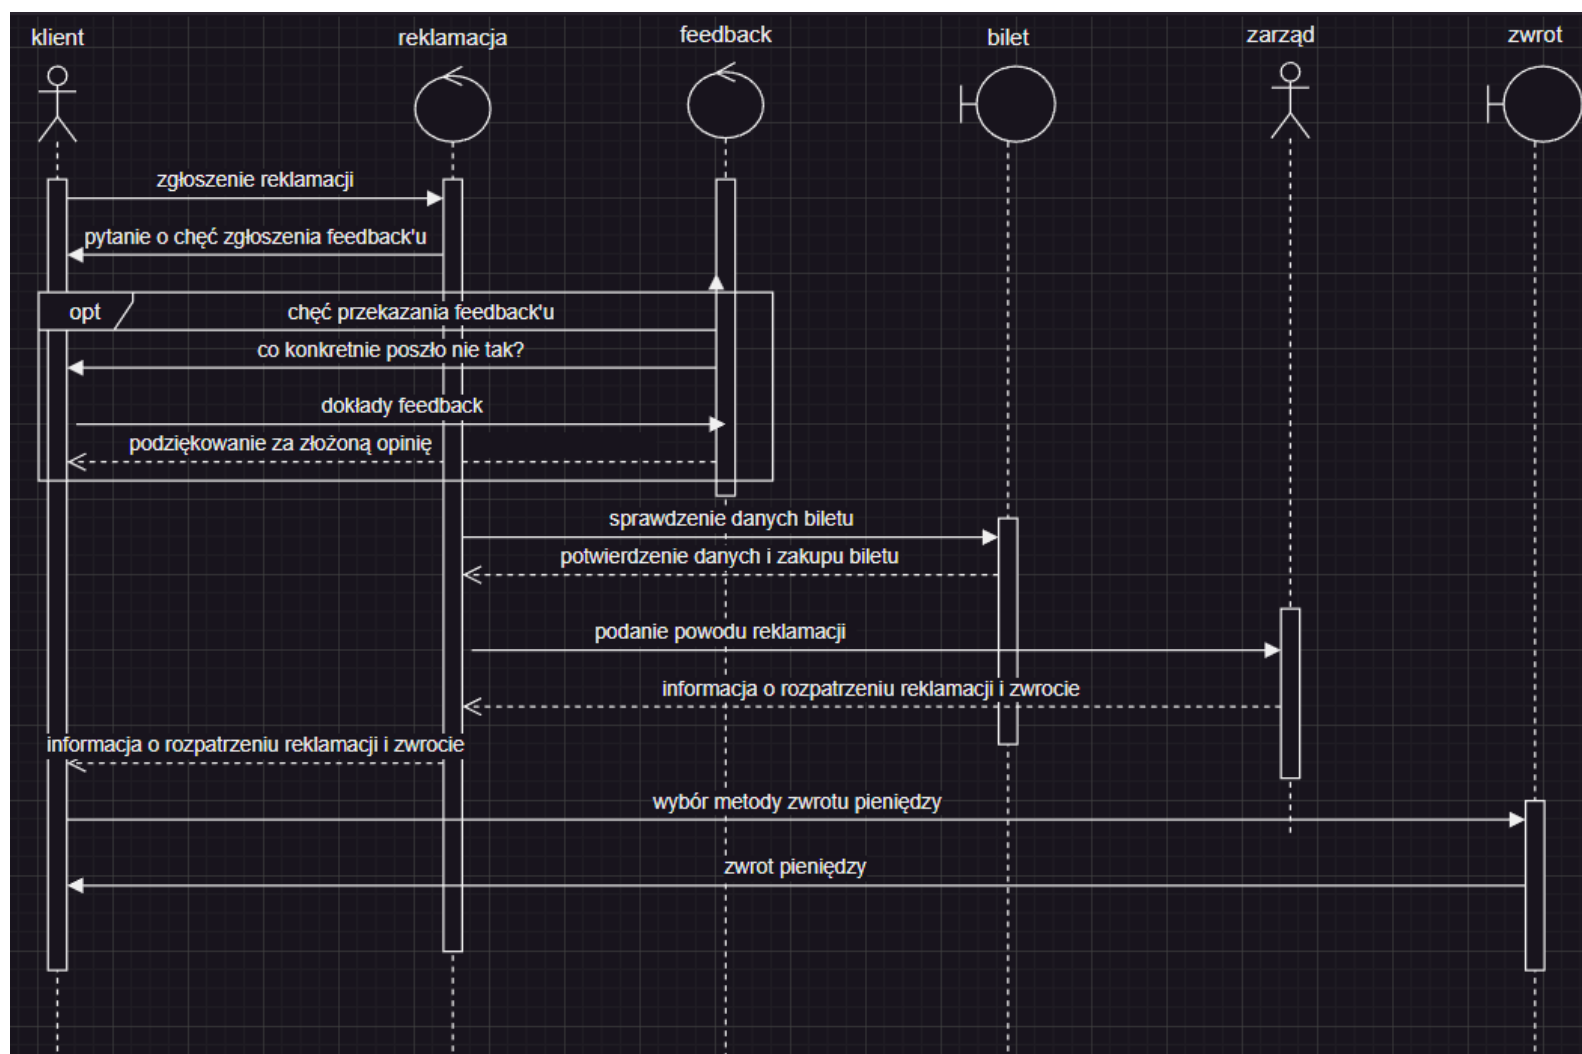 klient
reklamacja
feedback
bilet
zarząd
zwrot
zgłoszenie reklamacji
pytanie o chęć zgłoszenia feedback'u
opt
chęć przekazania feedback'u
co konkretnie poszło nie tak?
dokłady feedback
podziękowanie za złożoną opinię
sprawdzenie danych biletu
potwierdzenie danych i zakupu biletu
podanie powodu reklamacji
informacja o rozpatrzeniu reklamacji i zwrocie
informacja o rozpatrzeniu reklamacji i zwrocie
wybór metody zwrotu pieniędzy
zwrot pieniędzy